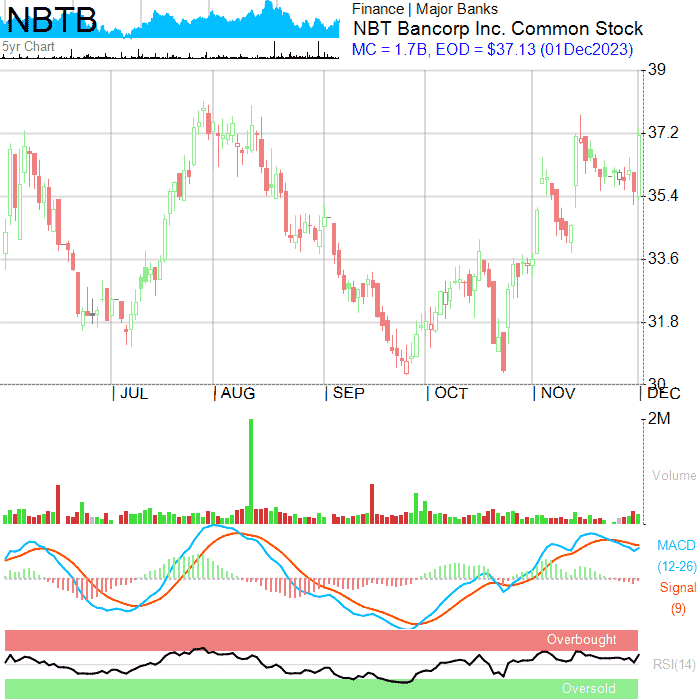 NBTB
5yr Chart
Finance | Major Banks
NBT Bancorp Inc. Common Stock
MC = 1.7B, EOD = $37.13 (01Dec2023)
39
37.2
35.4
33.6
31.8
30
JUL AUG SEP OCT NOV DEC
2M
Volume
MACD
(12-26)
Signal
(9)
Overbought
RSI(14)
Oversold